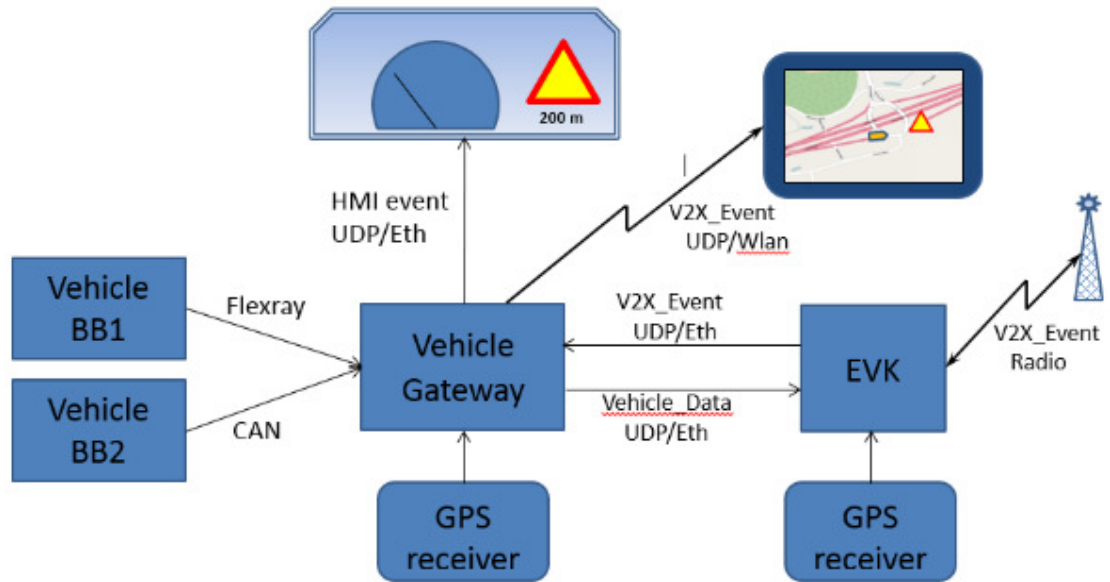 200 m
HMI event
UDP/Eth
V2X_Event
UDP/Wlan
Vehicle
BB1
Flexray
Vehicle
BB2
CAN
Vehicle
Gateway
V2X_Event
UDP/Eth
Vehicle_Data
UDP/Eth
EVK
V2X_Event
Radio
GPS
receiver
GPS
receiver